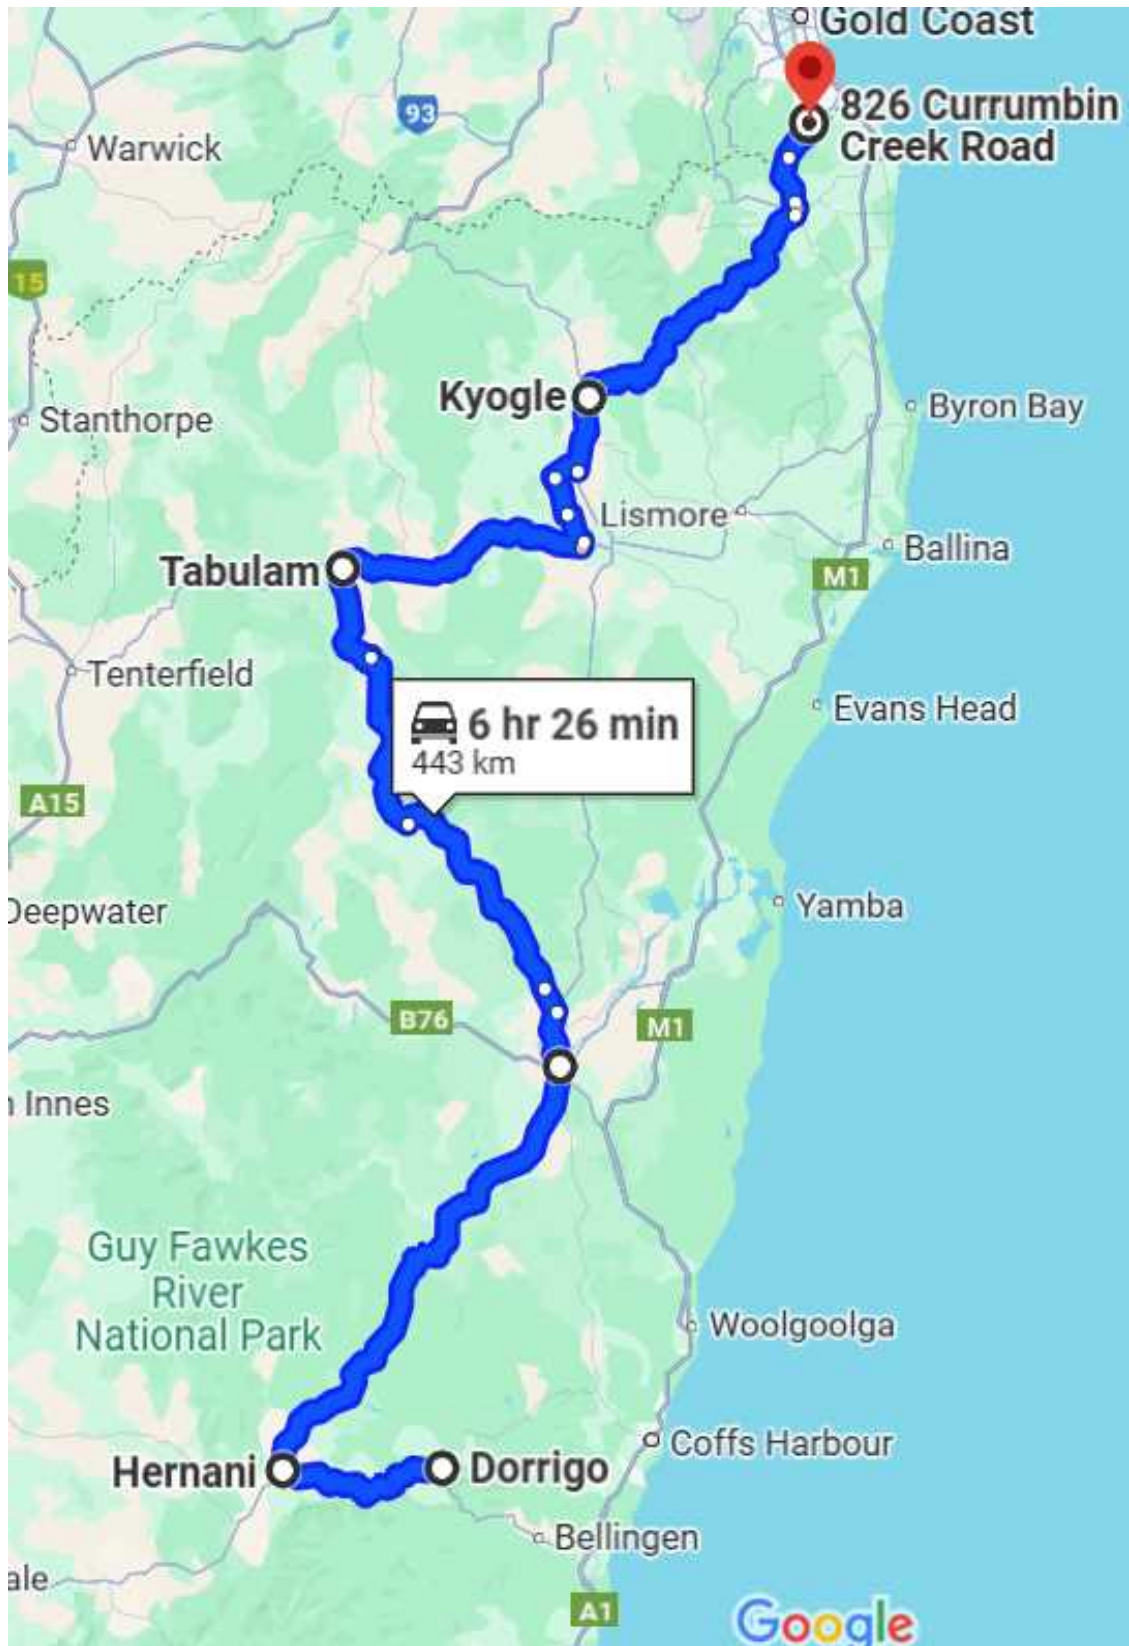 Gold Coast
93
826 Currumbin
Creek Road
Warwick
15
Kyogle
Byron Bay
Stanthorpe
Lismore
Ballina
Tabulam
M1
Tenterfield
6 hr 26 min
443 km
Evans Head
A15
Deepwater
Yamba
B76
M1
Innes
Guy Fawkes
River
National Park
Woolgoolga
Coffs Harbour
Hernani
Dorrigo
Bellingen
ale
A1
Google